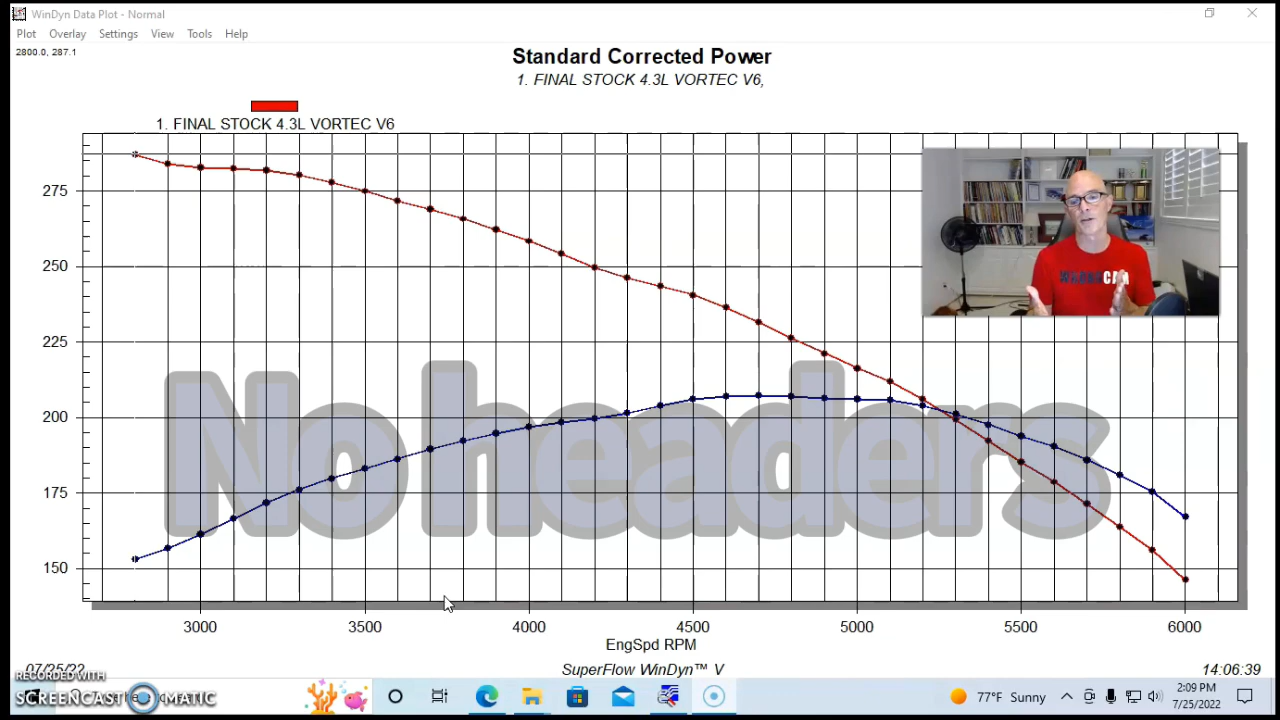 WinDyn Data Plot - Normal
Plot Overlay Settings View Tools Help
2800.0, 287.1
Standard Corrected Power
1. FINAL STOCK 4.3L VORTEC V6,
1. FINAL STOCK 4.3L VORTEC V6
275
250
225
200
175
150
No headers
3000 3500 4000 4500 5000 5500 6000
EngSpd RPM
07/25/22 SuperFlow WinDyn™ V 14:06:39
RECORDED WITH
SCREENCAST MATIC
77°F Sunny
2:09 PM
7/25/2022